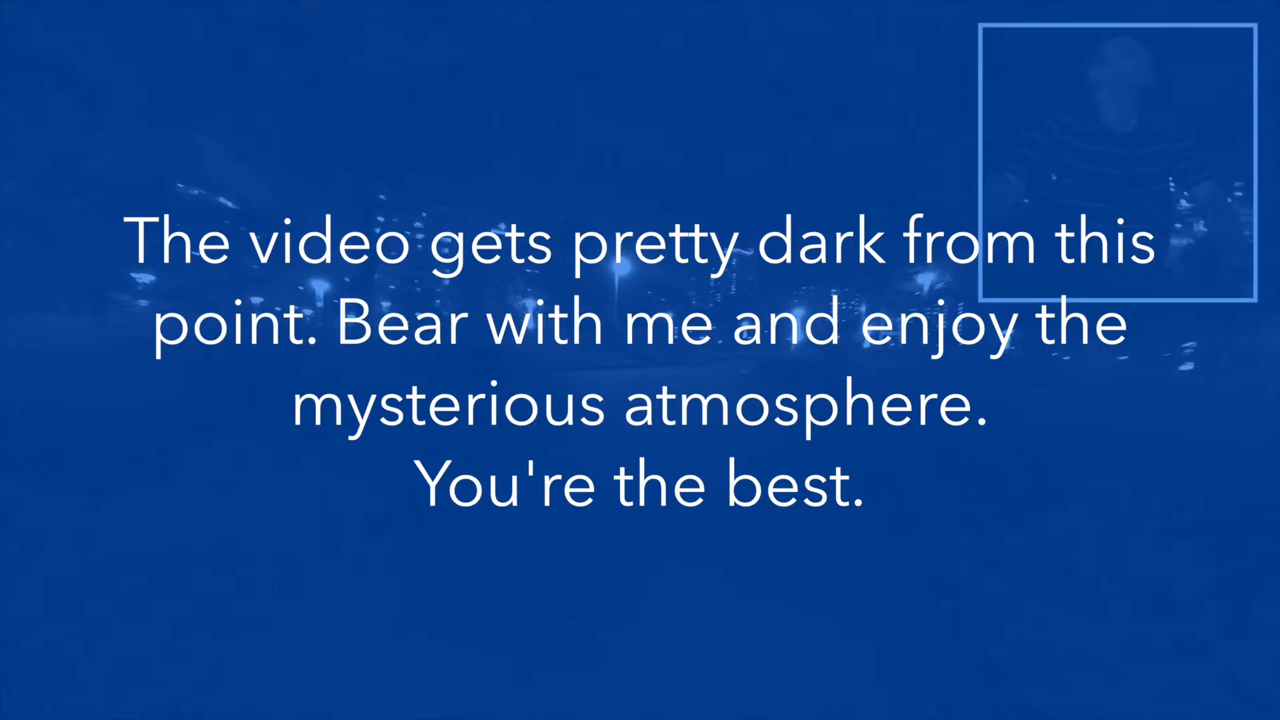 The video gets pretty dark from this
point. Bear with me and enjoy the
mysterious atmosphere.
You're the best.